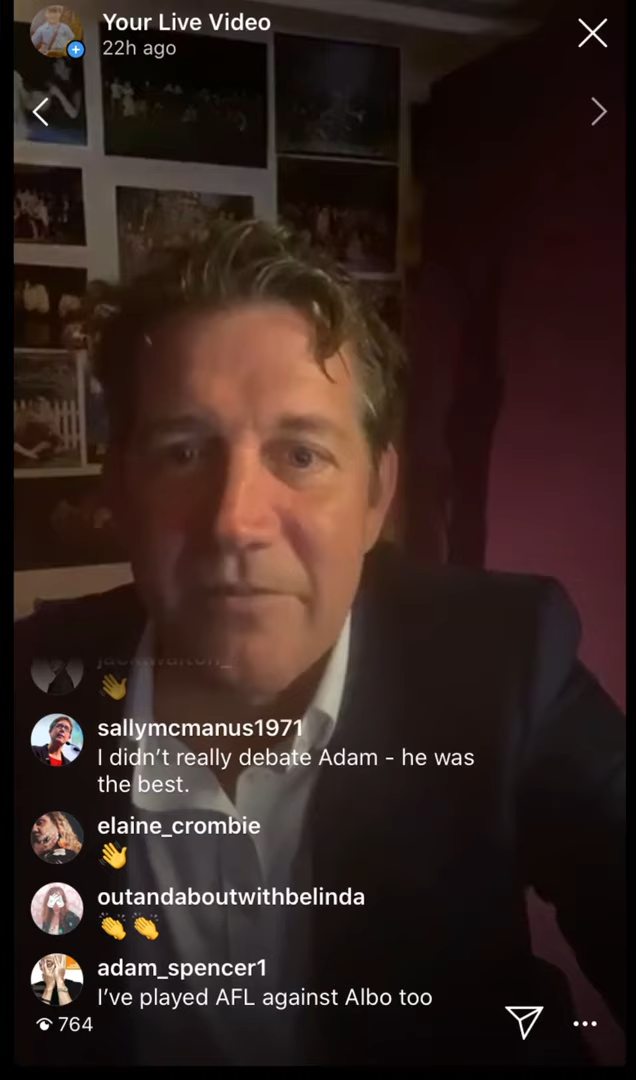 Your Live Video
22h ago
👋
sallymcmanus1971
I didn’t really debate Adam - he was
the best.
elaine_crombie
👋
outandaboutwithbelinda
👏👏
adam_spencer1
I’ve played AFL against Albo too
764